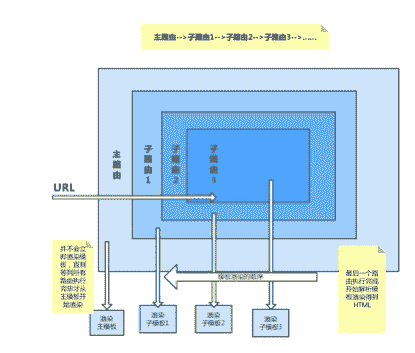 主路由-->子路由1-->子路由2-->子路由3-->……
主
路
由
子
路
由
1
子
路
由
2
子
路
由
3
URL
并不会立
即渲染模
板，直到
等到所有
路由执行
完毕才从
主模板开
始渲染
模板渲染的顺序
最后一个路
由执行完成
开始解析模
板渲染得到
HTML
渲染
主模板
渲染
子模板1
渲染
子模板2
渲染
子模板3